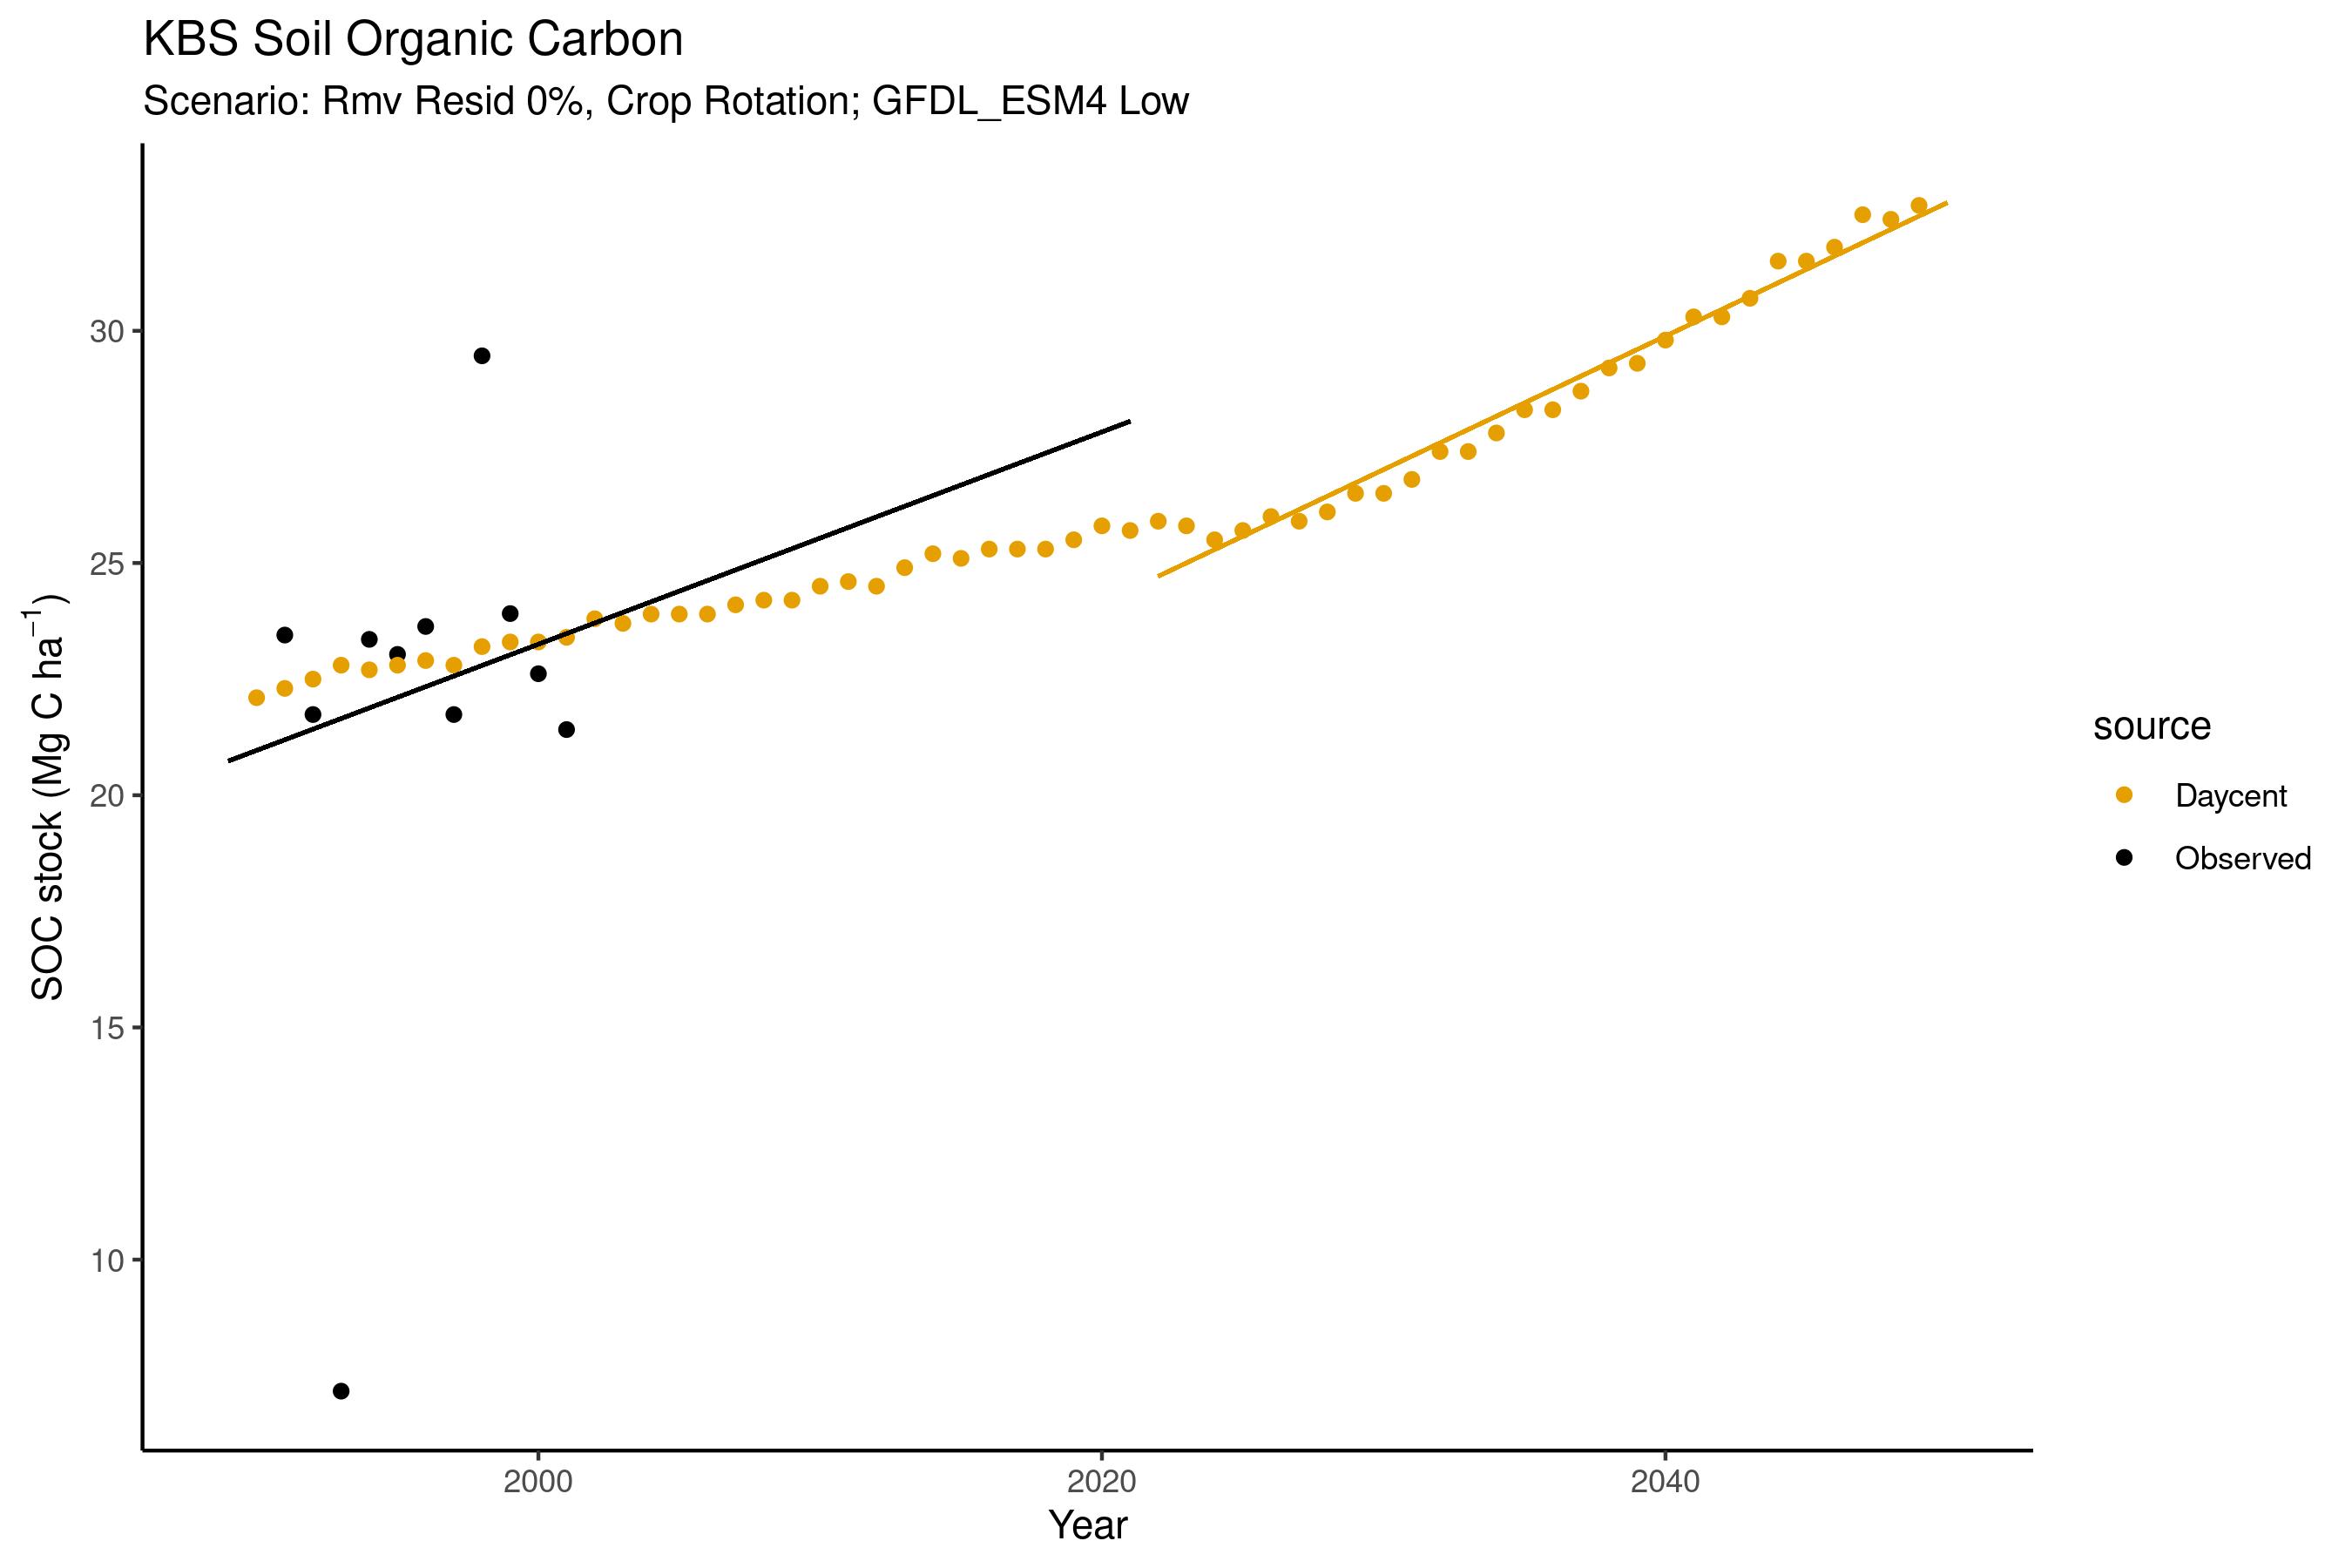 KBS Soil Organic Carbon
Scenario: Rmv Resid 0%, Crop Rotation; GFDL_ESM4 Low
SOC stock (Mg C ha⁻¹)
30
25
20
15
10
2000
2020
2040
Year
source
Daycent
Observed